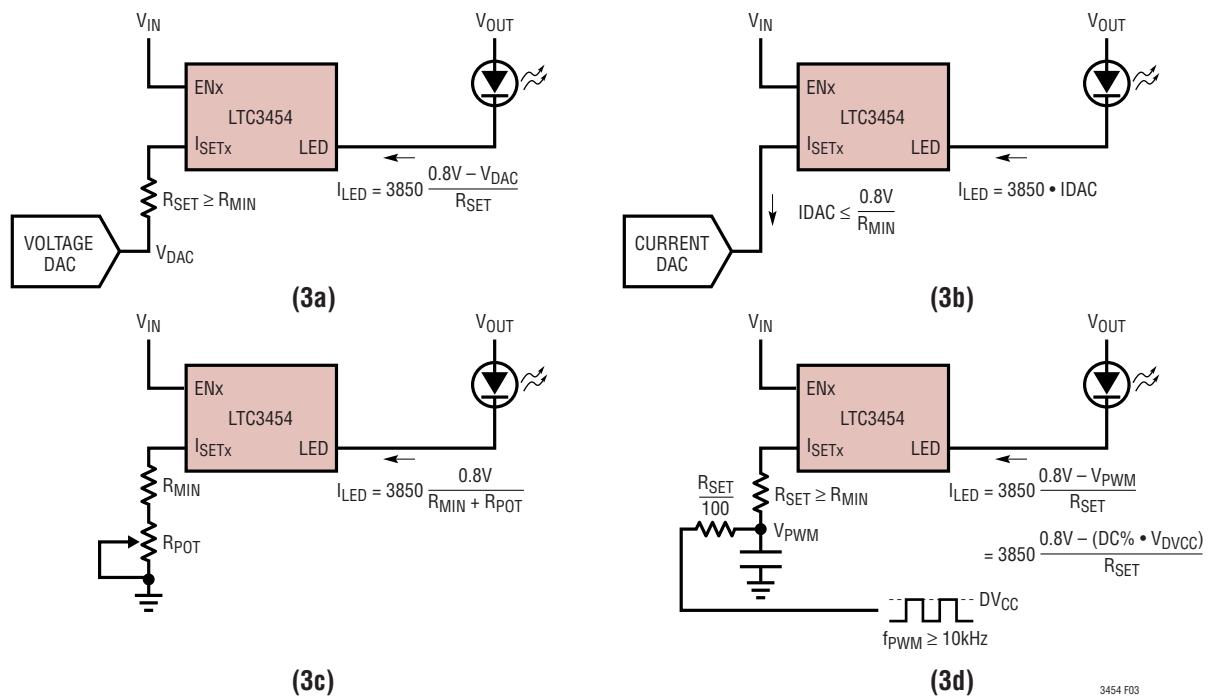 V_IN
V_OUT
ENx
LTC3454
I_SETx
LED
R_SET ≥ R_MIN
I_LED = 3850 (0.8V – V_DAC) / R_SET
VOLTAGE
DAC
V_DAC
(3a)
V_IN
V_OUT
ENx
LTC3454
I_SETx
LED
IDAC ≤ 0.8V / R_MIN
I_LED = 3850 • IDAC
CURRENT
DAC
(3b)
V_IN
V_OUT
ENx
LTC3454
I_SETx
LED
R_MIN
I_LED = 3850 0.8V / (R_MIN + R_POT)
R_POT
(3c)
V_IN
V_OUT
ENx
LTC3454
I_SETx
LED
R_SET / 100
R_SET ≥ R_MIN
I_LED = 3850 (0.8V – V_PWM) / R_SET
V_PWM
= 3850 (0.8V – (DC% • V_DVCC)) / R_SET
DV_CC
f_PWM ≥ 10kHz
(3d)
3454 F03